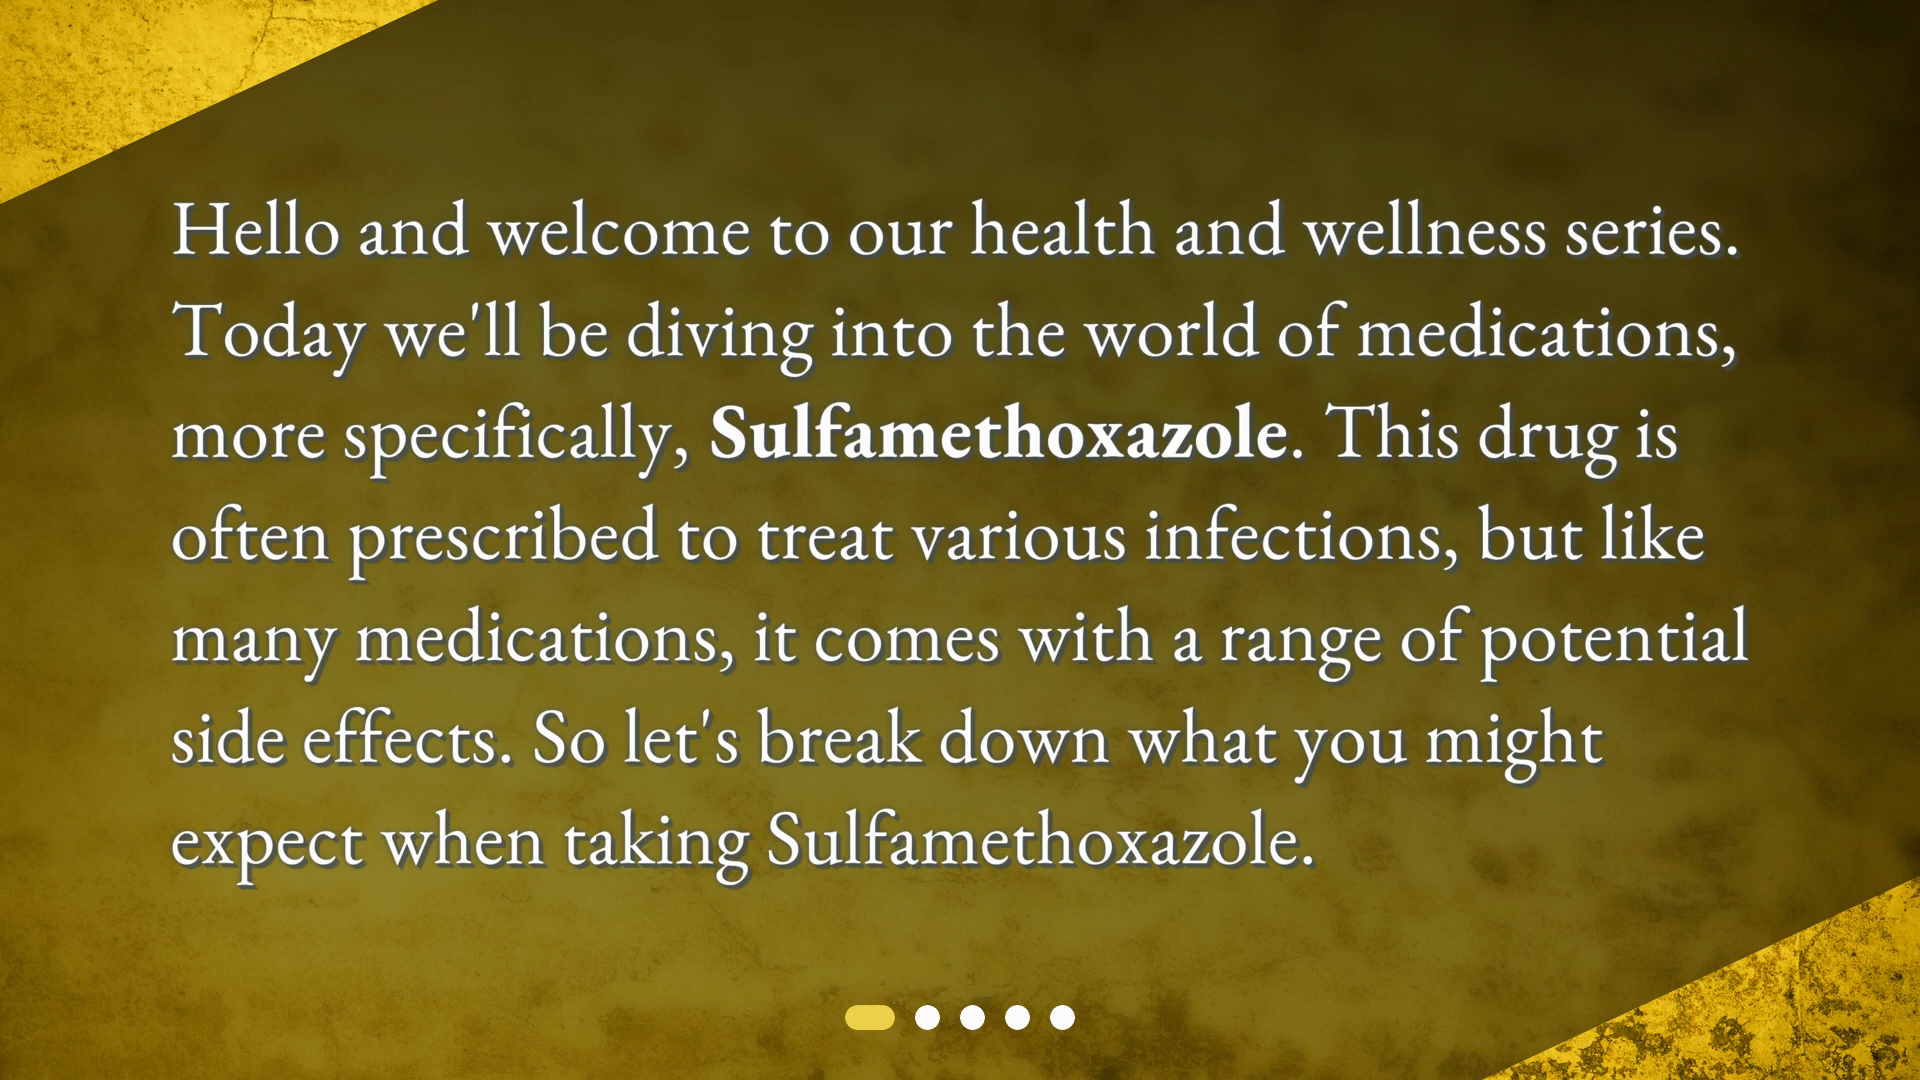 Hello and welcome to our health and wellness series.
Today we'll be diving into the world of medications,
more specifically, Sulfamethoxazole. This drug is
often prescribed to treat various infections, but like
many medications, it comes with a range of potential
side effects. So let's break down what you might
expect when taking Sulfamethoxazole.